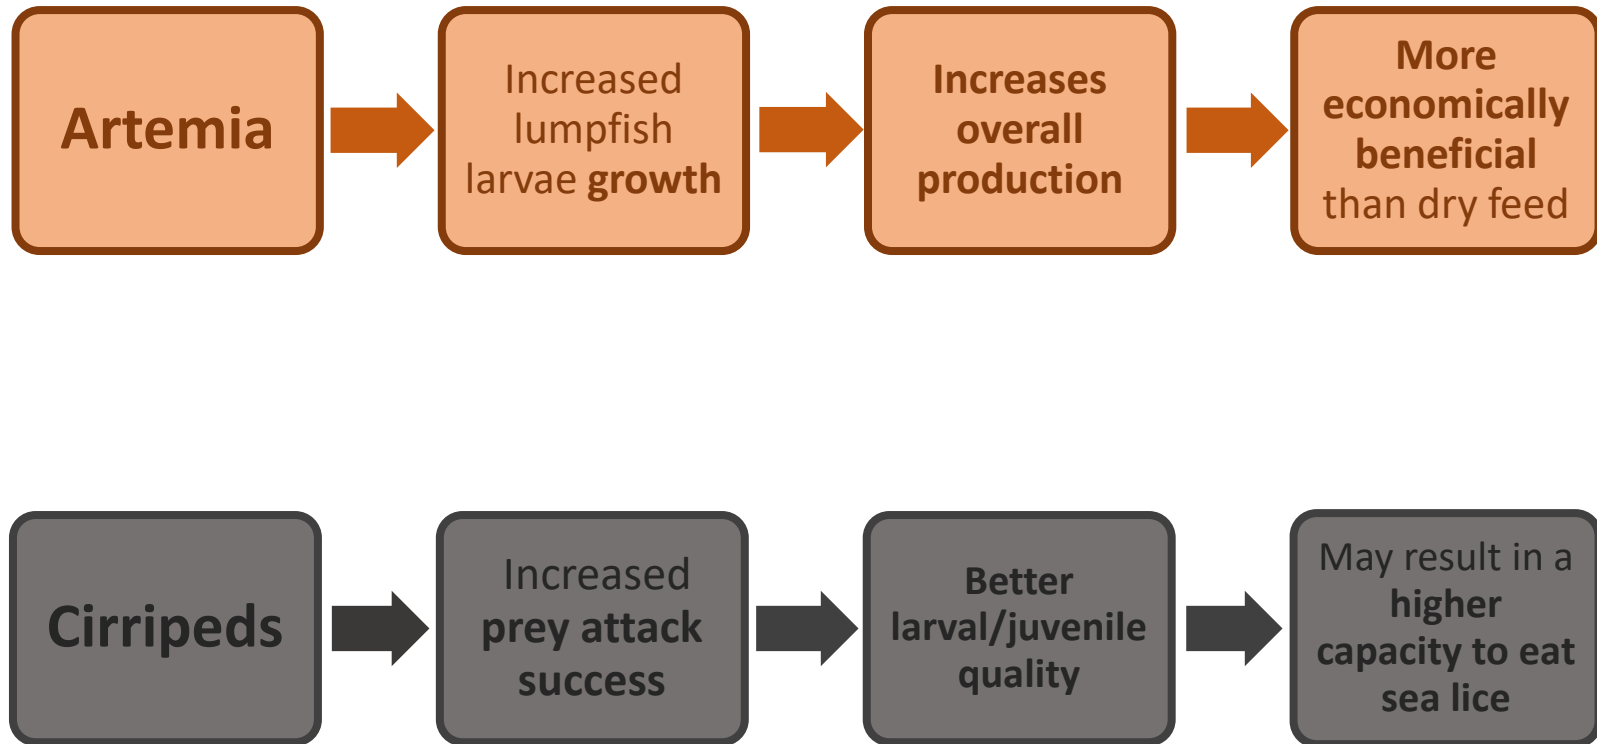 Artemia
Increased
lumpfish
larvae growth
Increases
overall
production
More
economically
beneficial
than dry feed
Cirripeds
Increased
prey attack
success
Better
larval/juvenile
quality
May result in a
higher
capacity to eat
sea lice